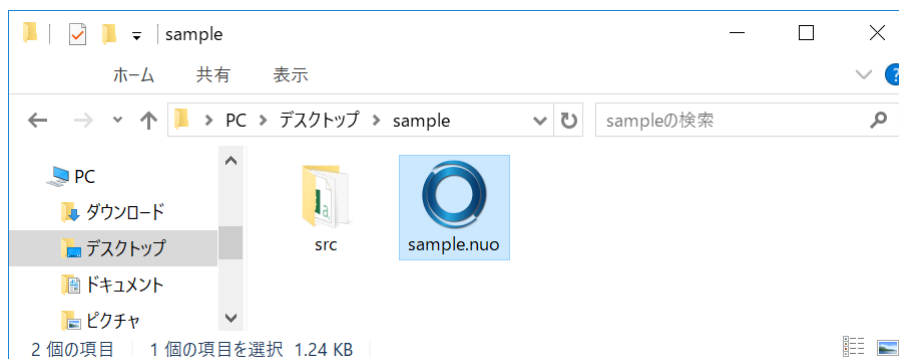 sample
ホーム 共有 表示
PC デスクトップ sample sampleの検索
PC
ダウンロード
デスクトップ
ドキュメント
ピクチャ
src
sample.nuo
2 個の項目 1 個の項目を選択 1.24 KB